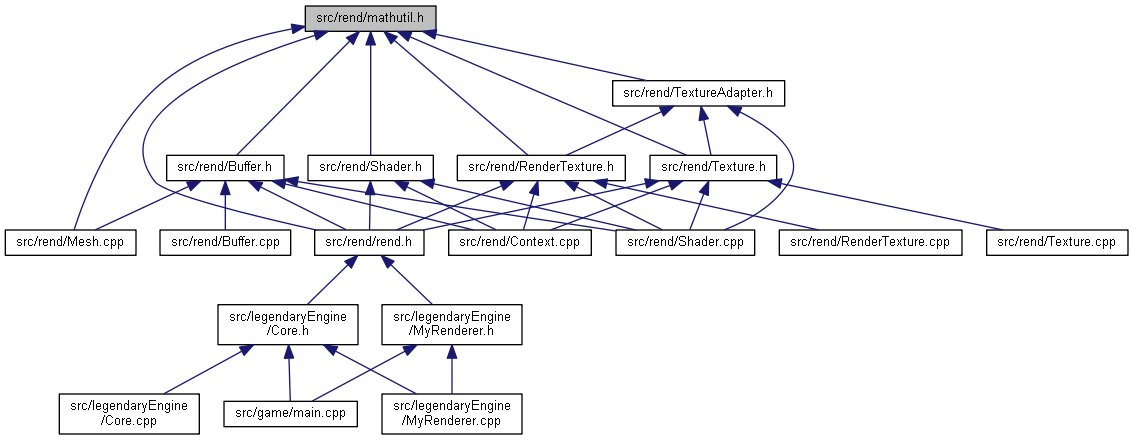 src/rend/mathutil.h
src/rend/TextureAdapter.h
src/rend/Buffer.h
src/rend/Shader.h
src/rend/RenderTexture.h
src/rend/Texture.h
src/rend/Mesh.cpp
src/rend/Buffer.cpp
src/rend/rend.h
src/rend/Context.cpp
src/rend/Shader.cpp
src/rend/RenderTexture.cpp
src/rend/Texture.cpp
src/legendaryEngine
/Core.h
src/legendaryEngine
/MyRenderer.h
src/legendaryEngine
/Core.cpp
src/game/main.cpp
src/legendaryEngine
/MyRenderer.cpp